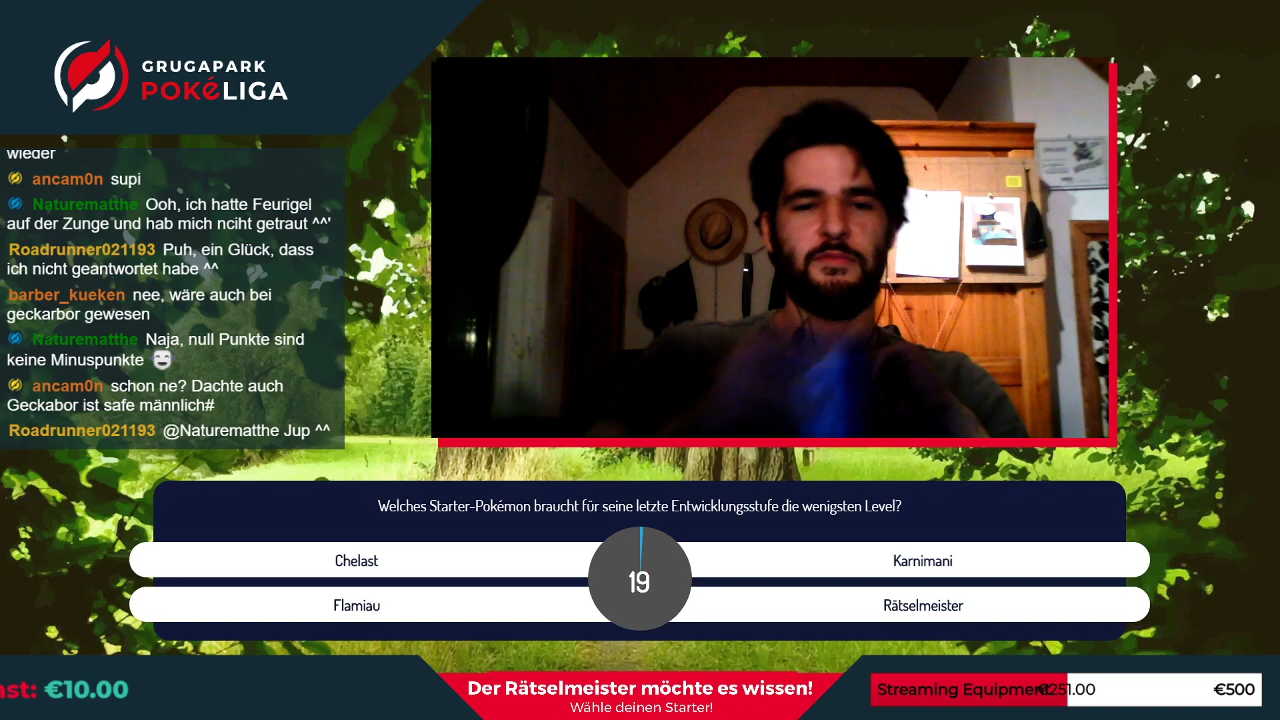 GRUGAPARK
POKéLIGA
wieder
ancam0n supi
Naturematthe Ooh, ich hatte Feurigel
auf der Zunge und hab mich nciht getraut ^^'
Roadrunner021193 Puh, ein Glück, dass
ich nicht geantwortet habe ^^
barber_kueken nee, wäre auch bei
geckarbor gewesen
Naturematthe Naja, null Punkte sind
keine Minuspunkte
ancam0n schon ne? Dachte auch
Geckabor ist safe männlich#
Roadrunner021193 @Naturematthe Jup ^^
Welches Starter-Pokémon braucht für seine letzte Entwicklungsstufe die wenigsten Level?
Chelast
Karnimani
19
Flamiau
Rätselmeister
ast: €10.00
Der Rätselmeister möchte es wissen!
Wähle deinen Starter!
Streaming Equipment €251.00 €500